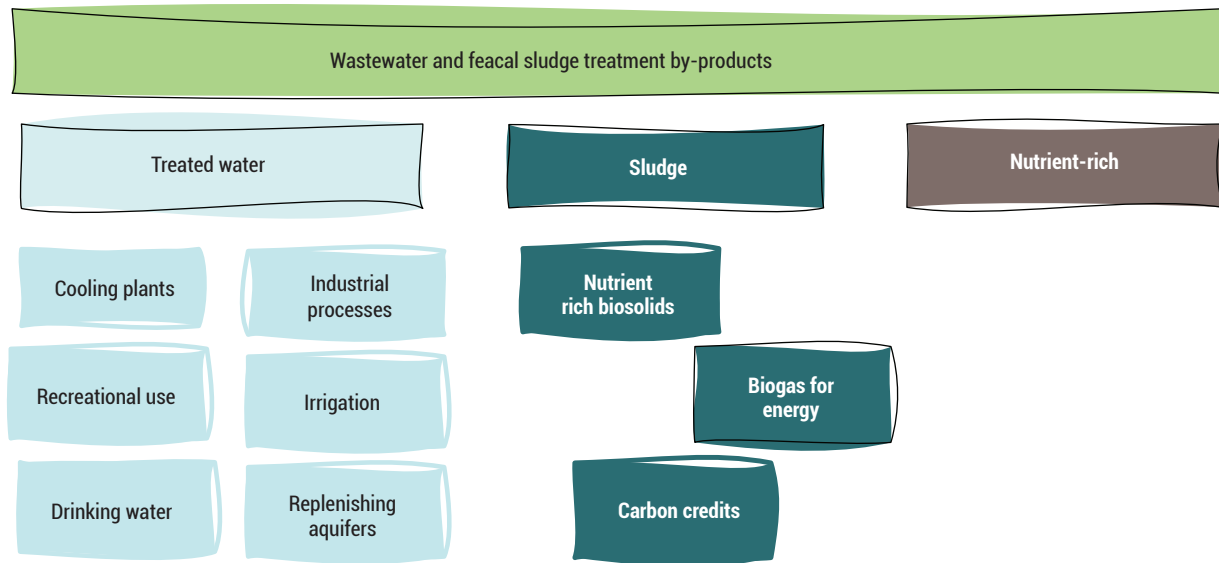 Wastewater and feacal sludge treatment by-products
Treated water
Sludge
Nutrient-rich
Cooling plants
Industrial
processes
Nutrient
rich biosolids
Recreational use
Irrigation
Biogas for
energy
Drinking water
Replenishing
aquifers
Carbon credits